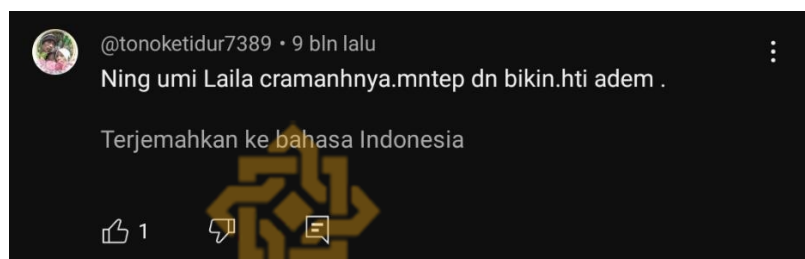 @tonoketidur7389 • 9 bln lalu
Ning umi Laila cramanhnya.mntep dn bikin.hti adem .
Terjemahkan ke bahasa Indonesia
1